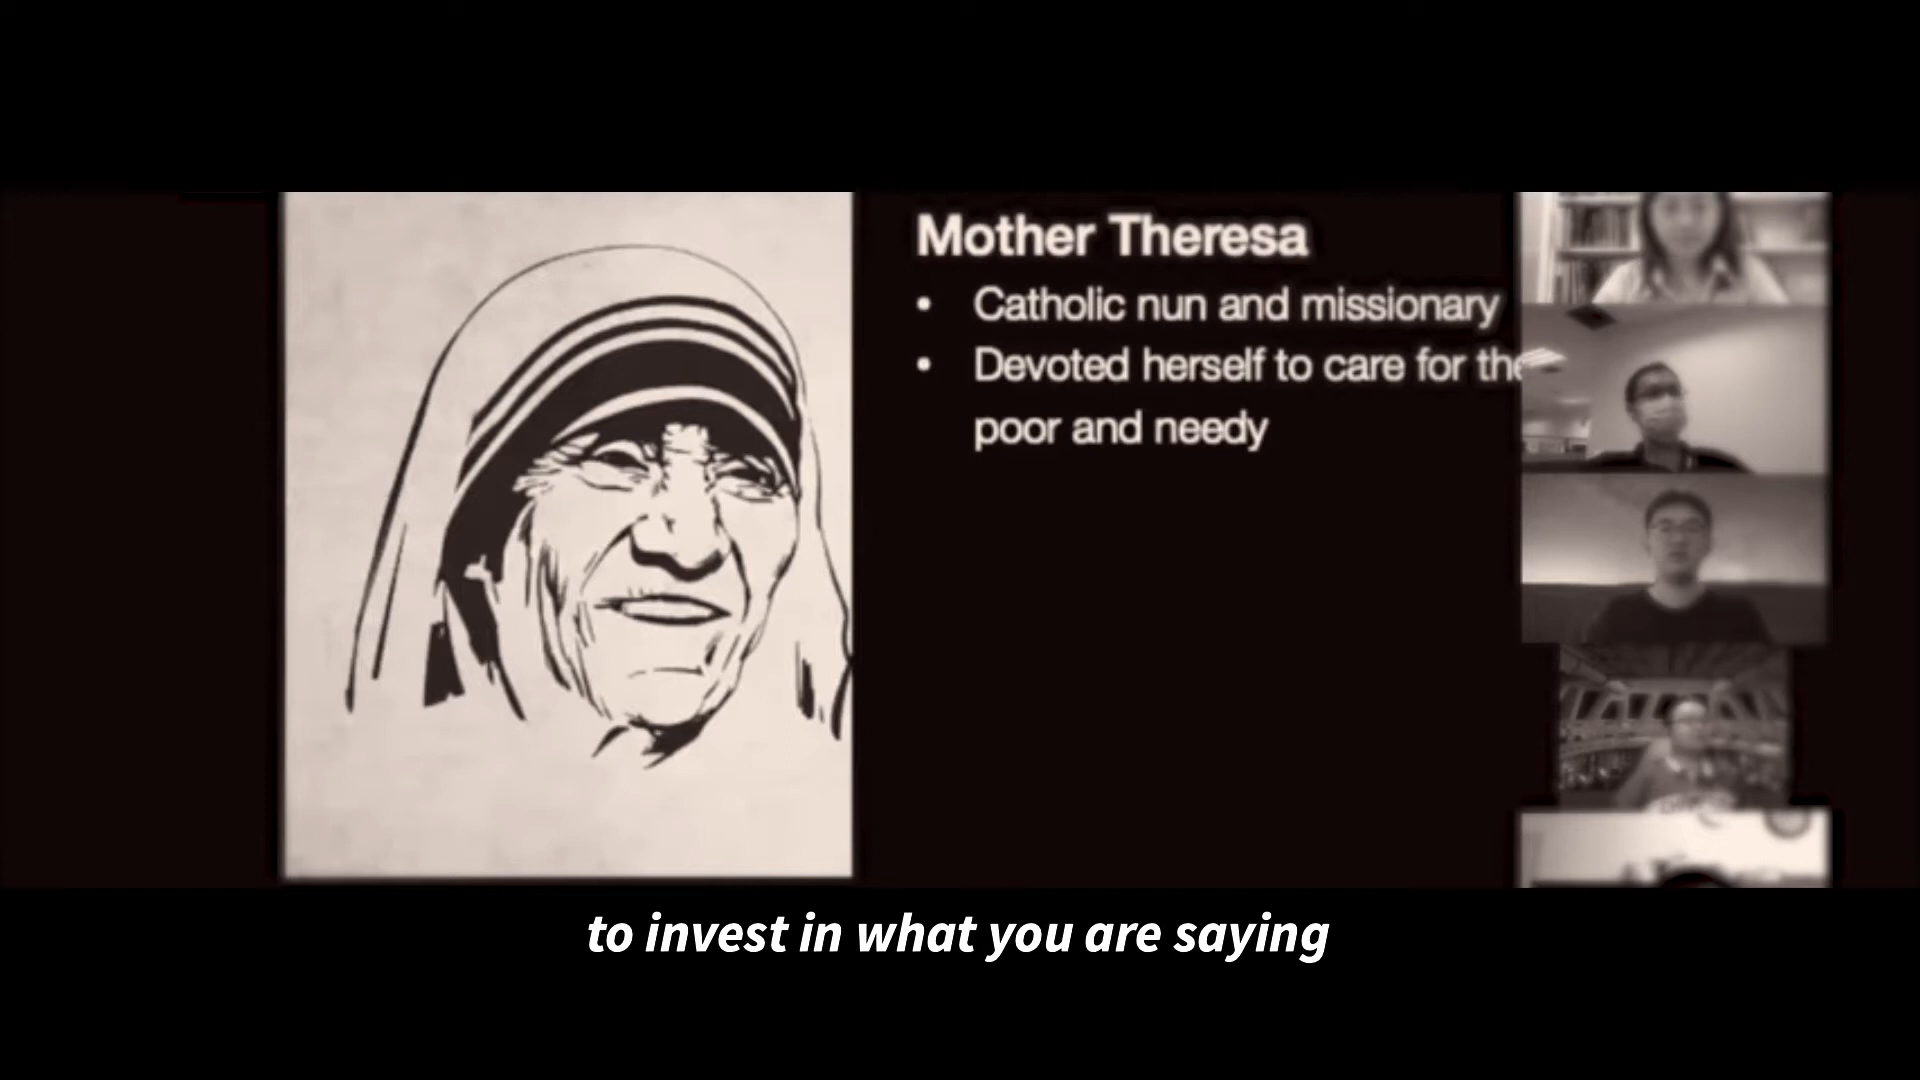 Mother Theresa
• Catholic nun and missionary
• Devoted herself to care for the
poor and needy
to invest in what you are saying